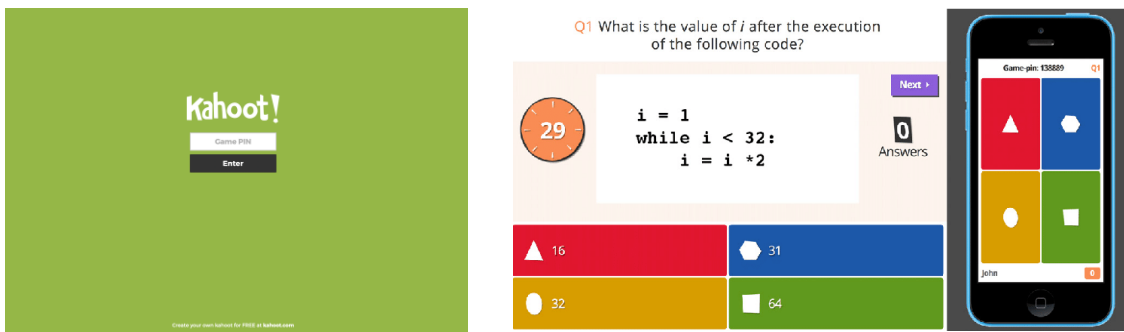 Kahoot!
Game PIN
Enter
Create your own kahoot for FREE at kahoot.com
Q1 What is the value of i after the execution
of the following code?
29
i = 1
while i < 32:
i = i *2
Next
0
Answers
16
31
32
64
Game-pin: 138889 Q1
John 0